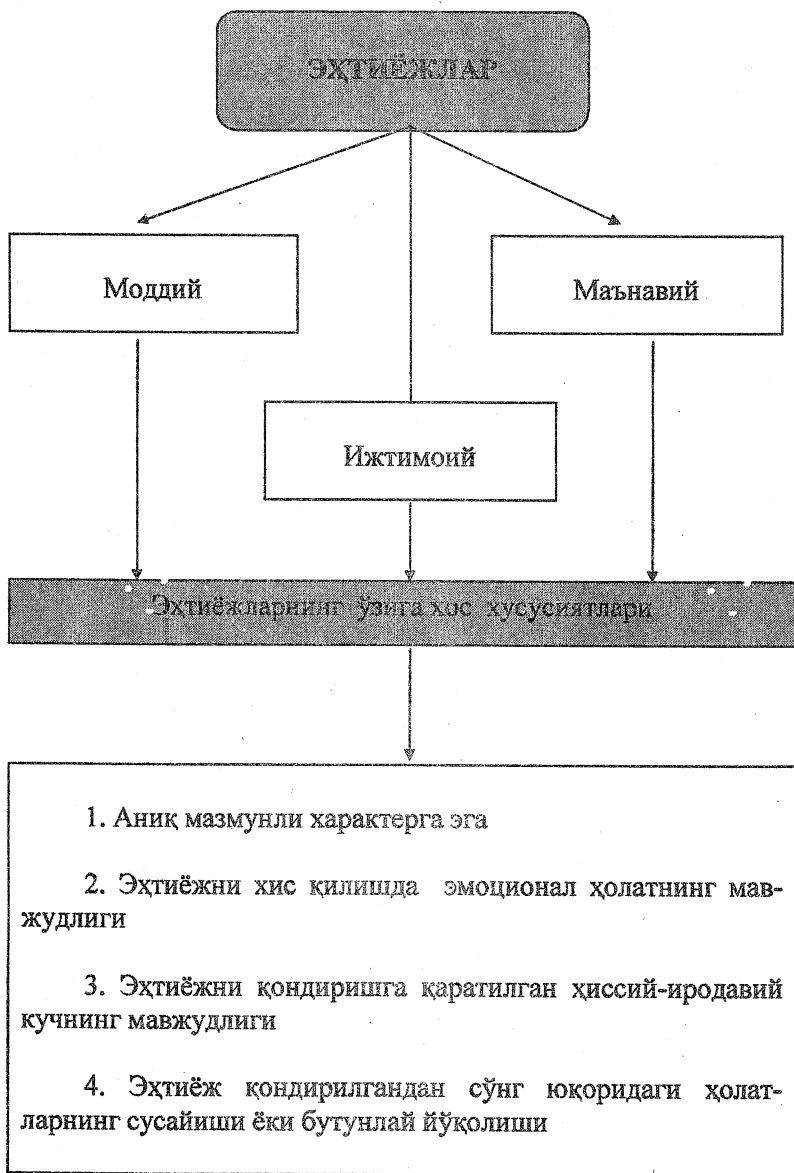 ЭҲТИЁЖЛАР
Моддий
Маънавий
Ижтимоий
Эҳтиёжларнинг ўзига хос хусусиятлари
1. Аниқ мазмунли характерга эга
2. Эҳтиёжни хис қилишда эмоционал ҳолатнинг мав-
жудлиги
3. Эҳтиёжни қондиришга қаратилган ҳиссий-иродавий
кучнинг мавжудлиги
4. Эҳтиёж қондирилгандан сўнг юқоридаги ҳолат-
ларнинг сусайиши ёки бутунлай йўқолиши